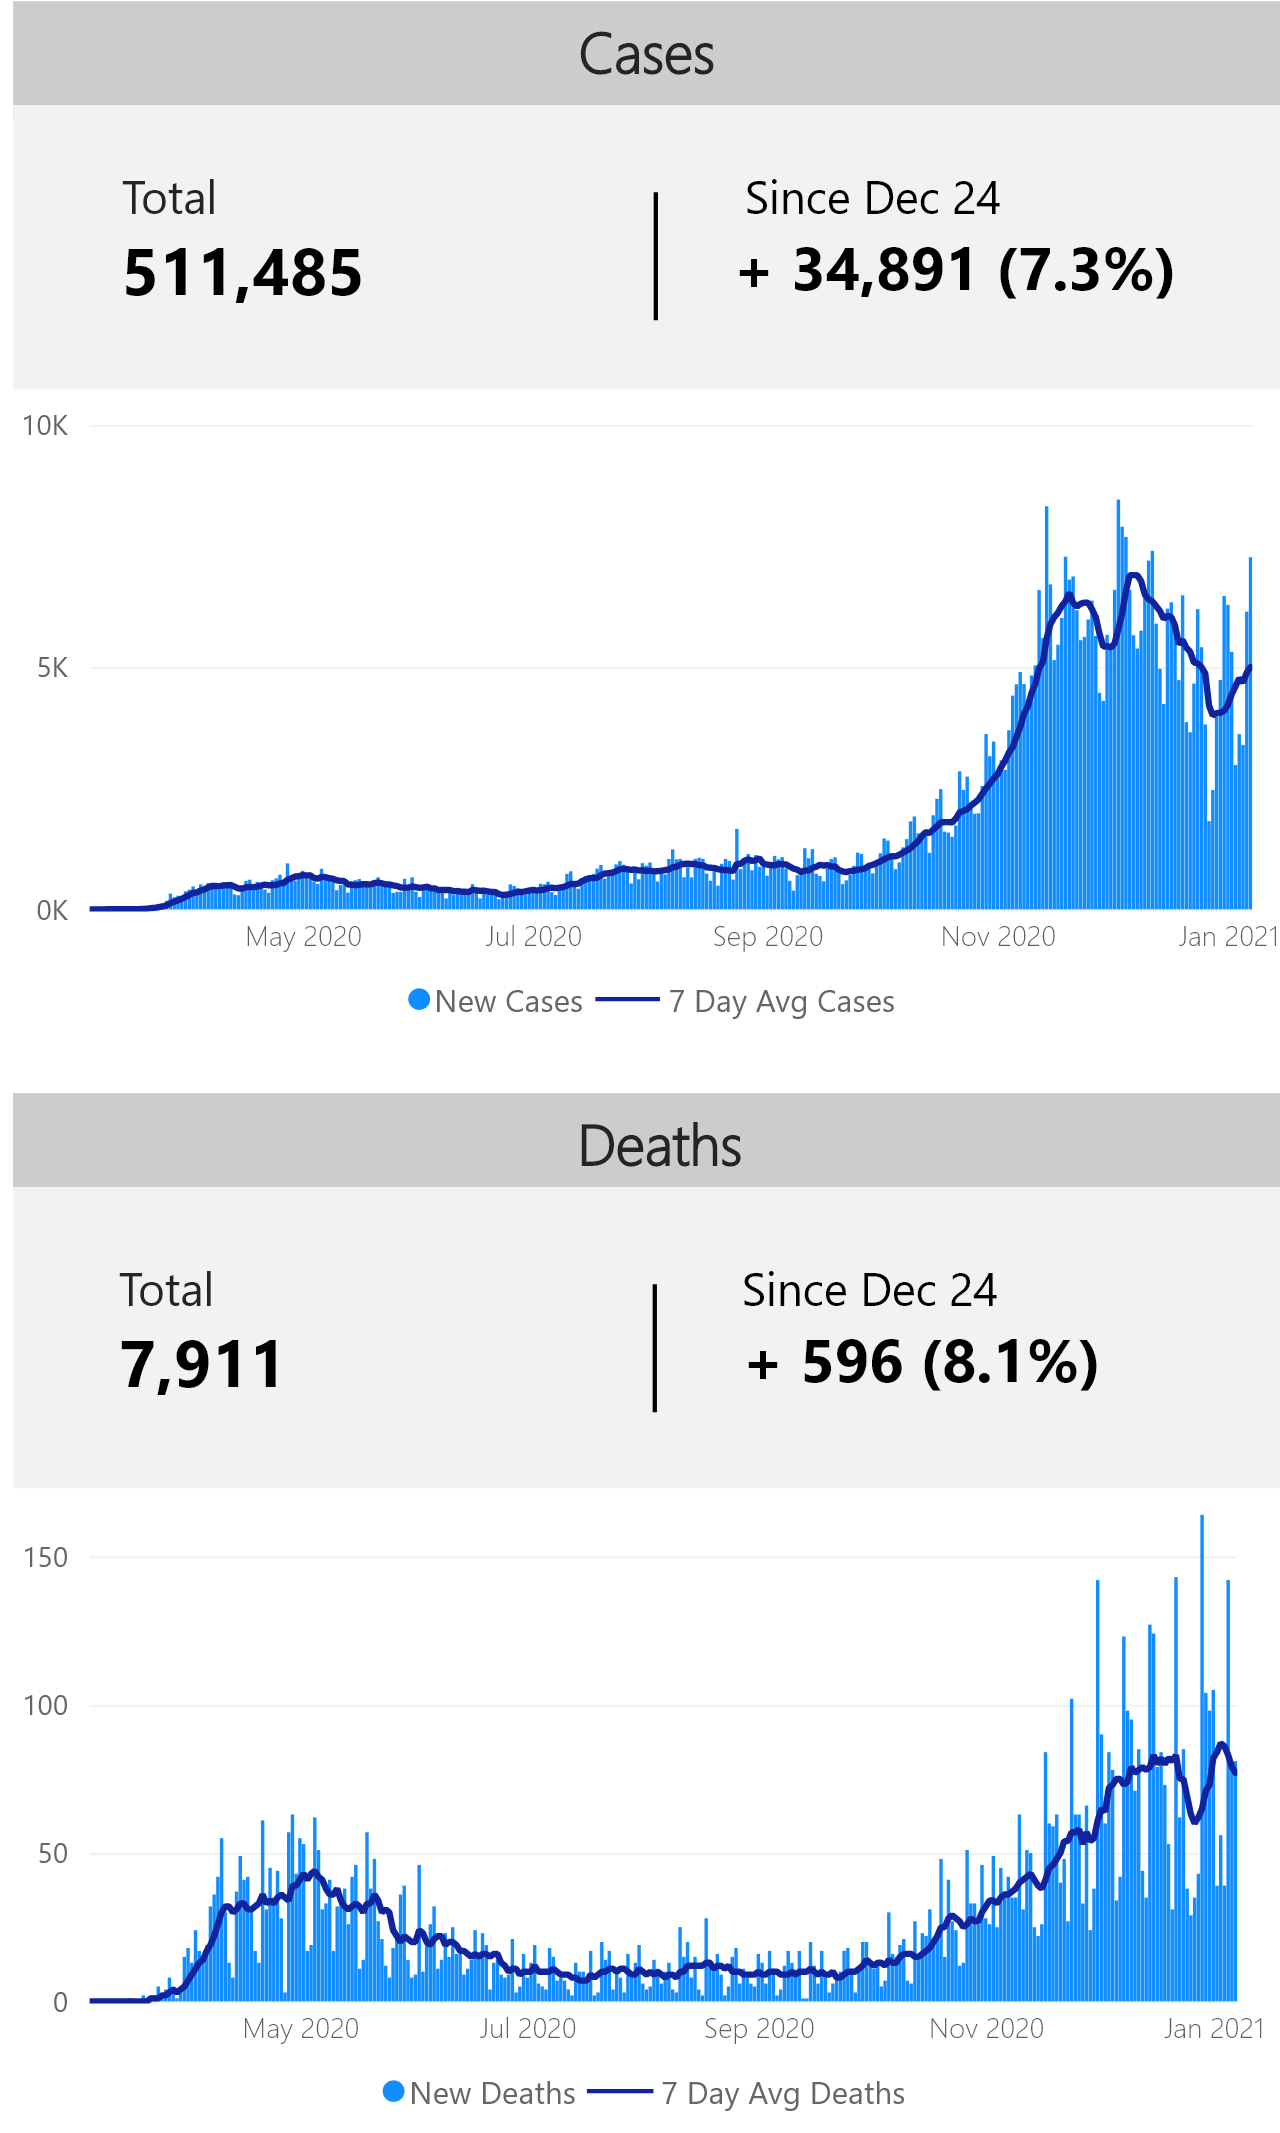 Cases
Total
Since Dec 24
511,485
+ 34,891 (7.3%)
10K
5K
0K
May 2020
Jul 2020
Sep 2020
Nov 2020
Jan 2021
New Cases
7 Day Avg Cases
Deaths
Total
Since Dec 24
7,911
+ 596 (8.1%)
150
100
50
0
May 2020
Jul 2020
Sep 2020
Nov 2020
Jan 2021
New Deaths
7 Day Avg Deaths